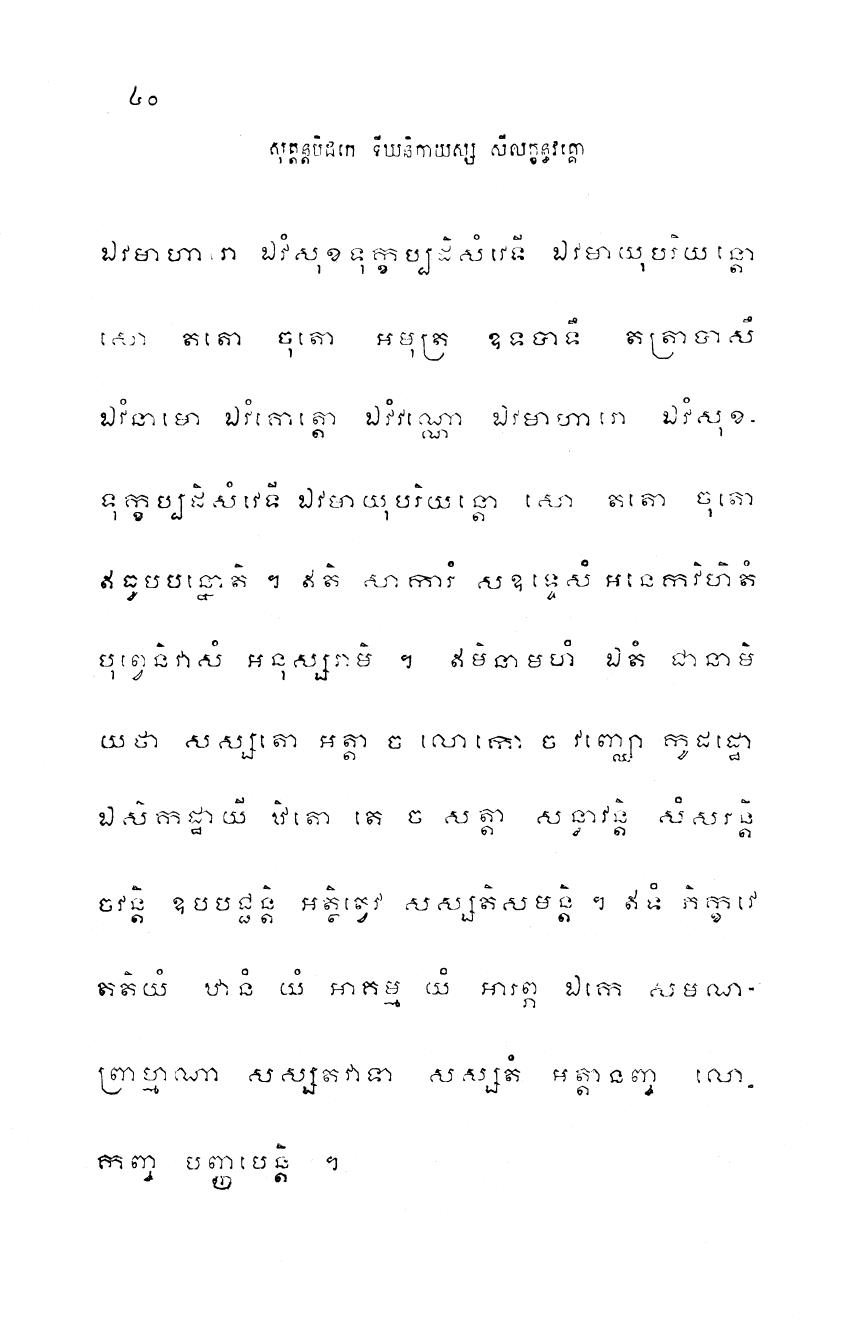 ៤០
សុត្តន្តបិដកេ ទីឃនិកាយស្ស សីលក្ខន្ធវគ្គោ
ឯវមាហារោ ឯវំសុខទុក្ខប្បដិសំវេទី ឯវមាយុបរិយន្តោ
សោ តតោ ចុតោ អមុត្រ ឧទបាទឹ តត្រាបាសឹ
ឯវំនាមោ ឯវំគោត្តោ ឯវំវណ្ណោ ឯវមាហារោ ឯវំសុខ-
ទុក្ខប្បដិសំវេទី ឯវមាយុបរិយន្តោ សោ តតោ ចុតោ
ឥធូបបន្នោតិ ។ ឥតិ សាការំ សឧទ្ទេសំ អនេកវិហិតំ
បុព្វេនិវាសំ អនុស្សរាមិ ។ ឥមិនាមហំ ឯតំ ជានាមិ
យថា សស្សតោ អត្តា ច លោកោ ច វញ្ឈោ កូដដ្ឋោ
ឯសិកដ្ឋាយី ឋិតោ តេ ច សត្តា សន្ធាវន្តិ សំសរន្តិ
ចវន្តិ ឧបបជ្ជន្តិ អត្ថិត្វេវ សស្សតិសមន្តិ ។ ឥទំ ភិក្ខវេ
តតិយំ ឋានំ យំ អាគម្ម យំ អារព្ភ ឯកេ សមណ-
ព្រាហ្មណា សស្សតវាទា សស្សតំ អត្តានញ្ច លោ-
កញ្ច បញ្ញបេន្តិ ។